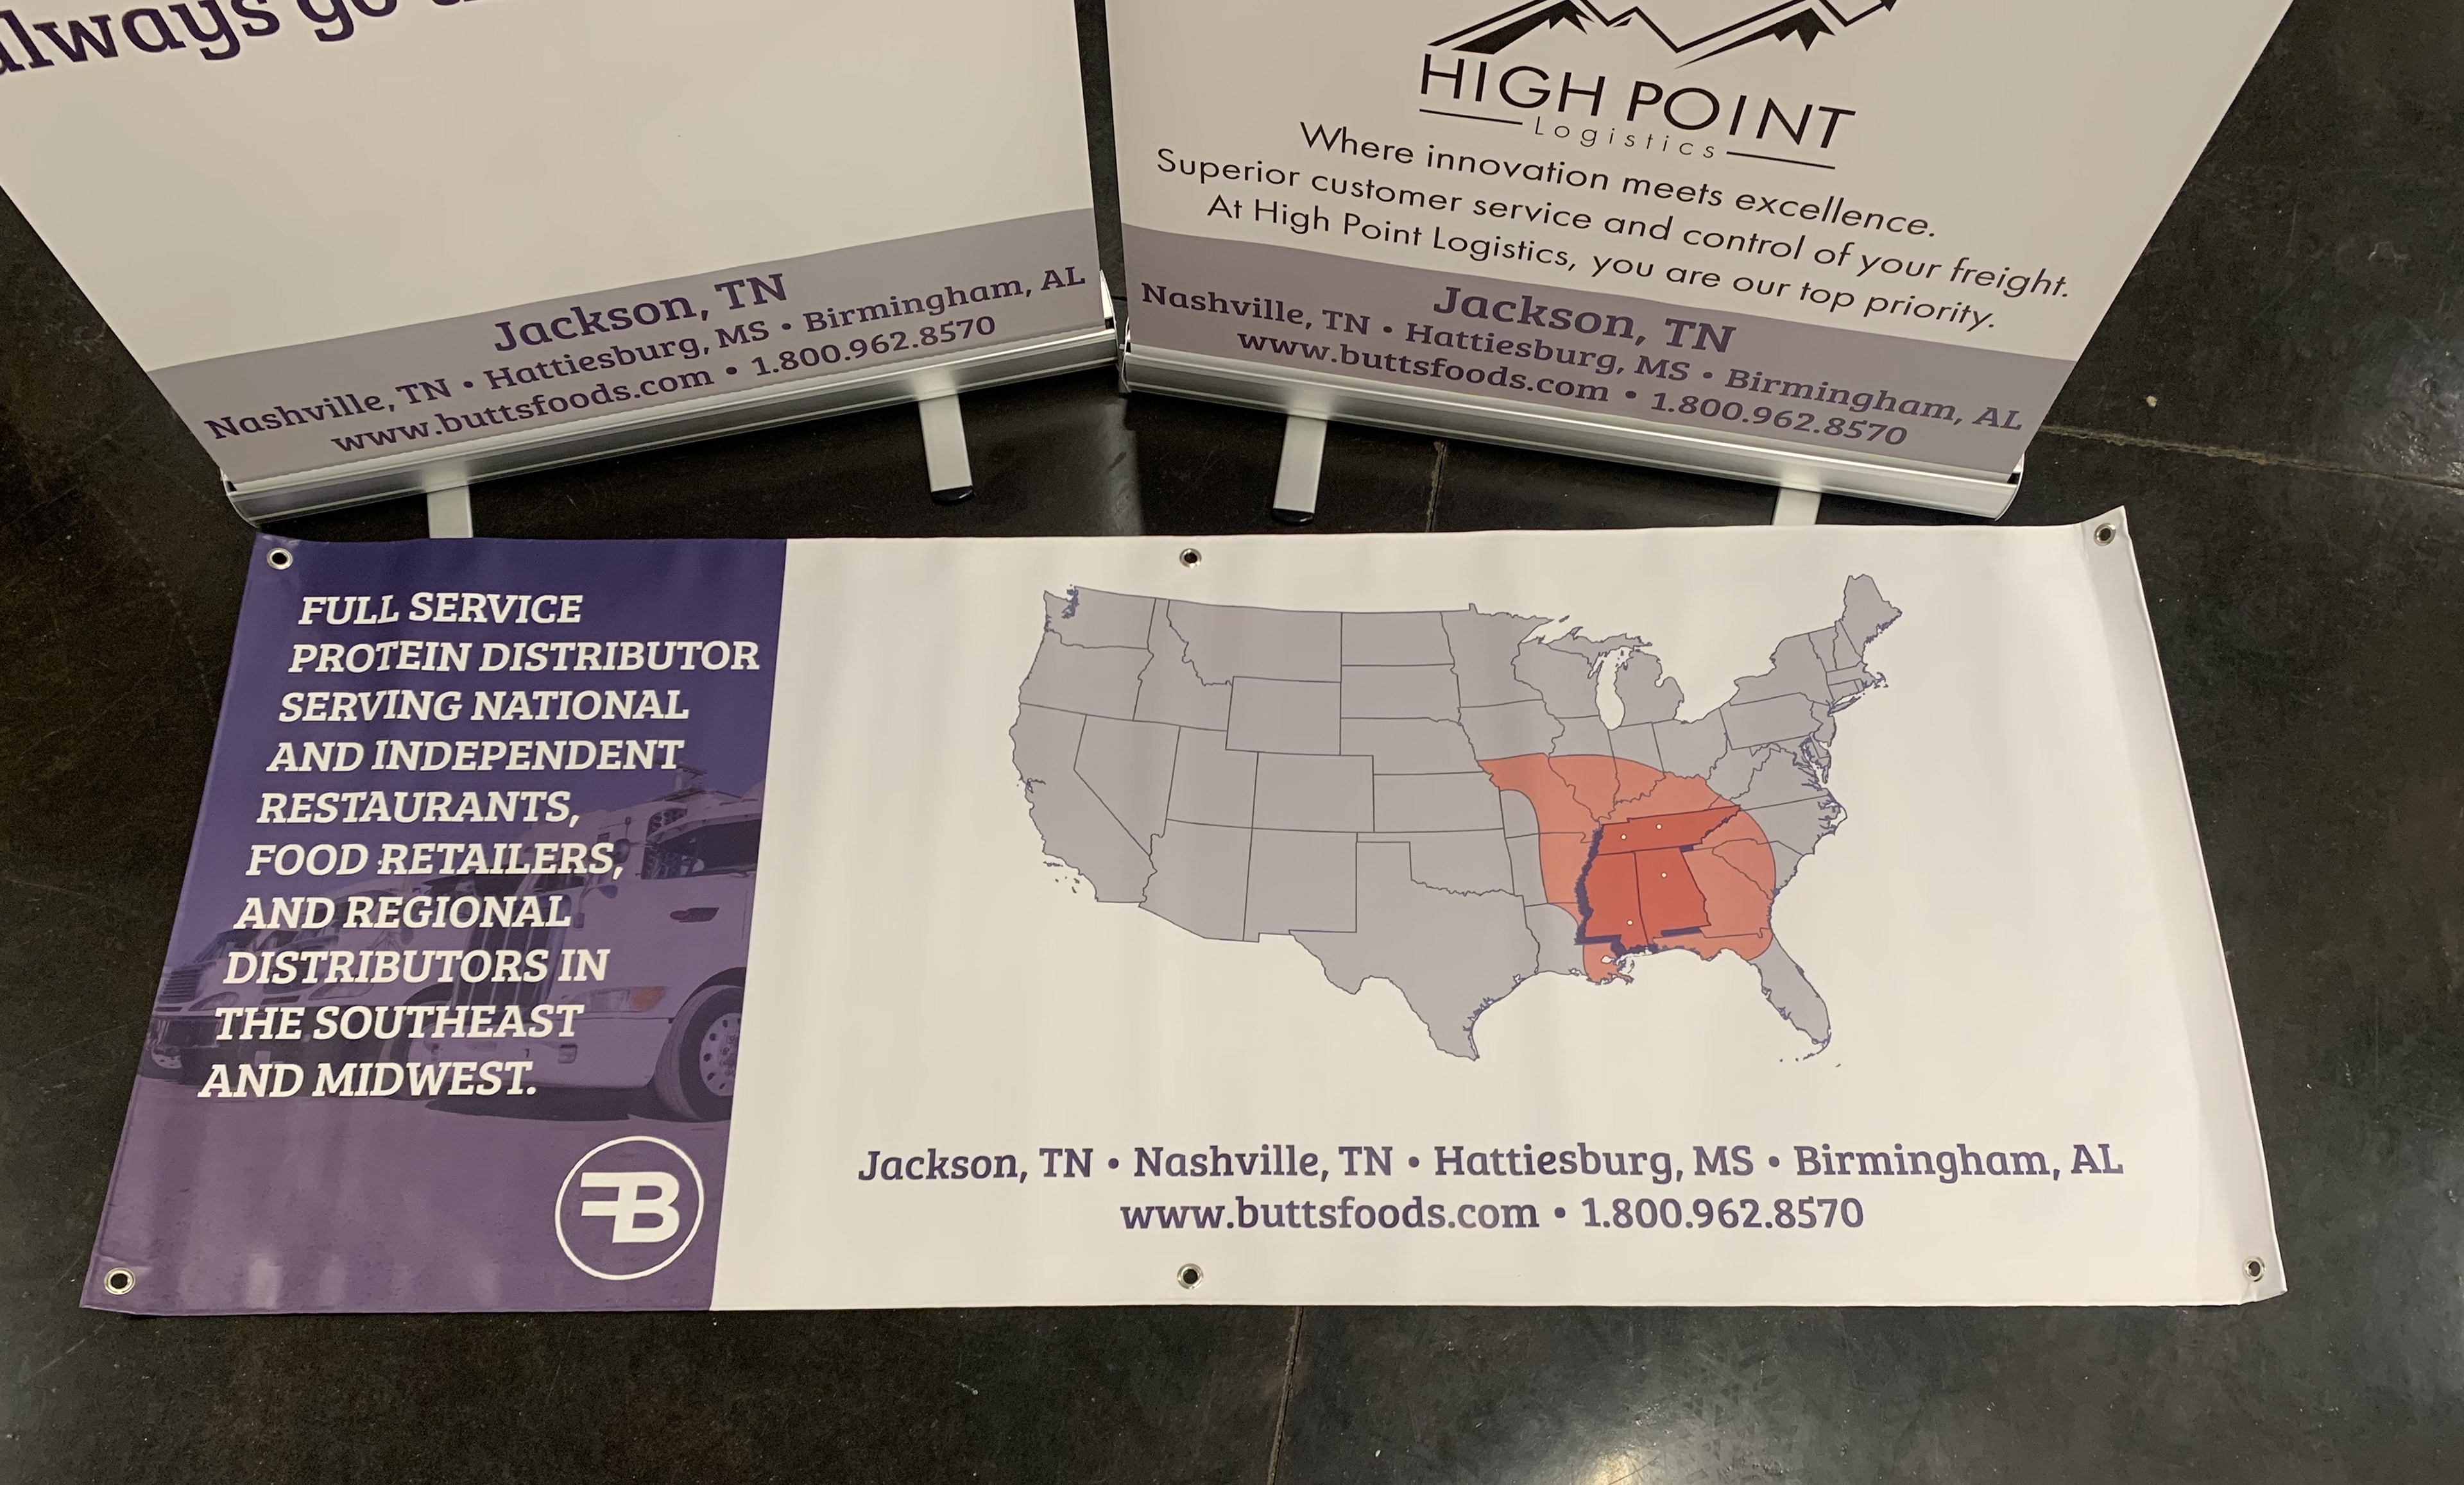 always go
Jackson, TN
Nashville, TN • Hattiesburg, MS • Birmingham, AL
www.buttsfoods.com • 1.800.962.8570
HIGH POINT
Logistics
Where innovation meets excellence.
Superior customer service and control of your freight.
At High Point Logistics, you are our top priority.
Jackson, TN
Nashville, TN • Hattiesburg, MS • Birmingham, AL
www.buttsfoods.com • 1.800.962.8570
FULL SERVICE
PROTEIN DISTRIBUTOR
SERVING NATIONAL
AND INDEPENDENT
RESTAURANTS,
FOOD RETAILERS,
AND REGIONAL
DISTRIBUTORS IN
THE SOUTHEAST
AND MIDWEST.
FB
Jackson, TN • Nashville, TN • Hattiesburg, MS • Birmingham, AL
www.buttsfoods.com • 1.800.962.8570